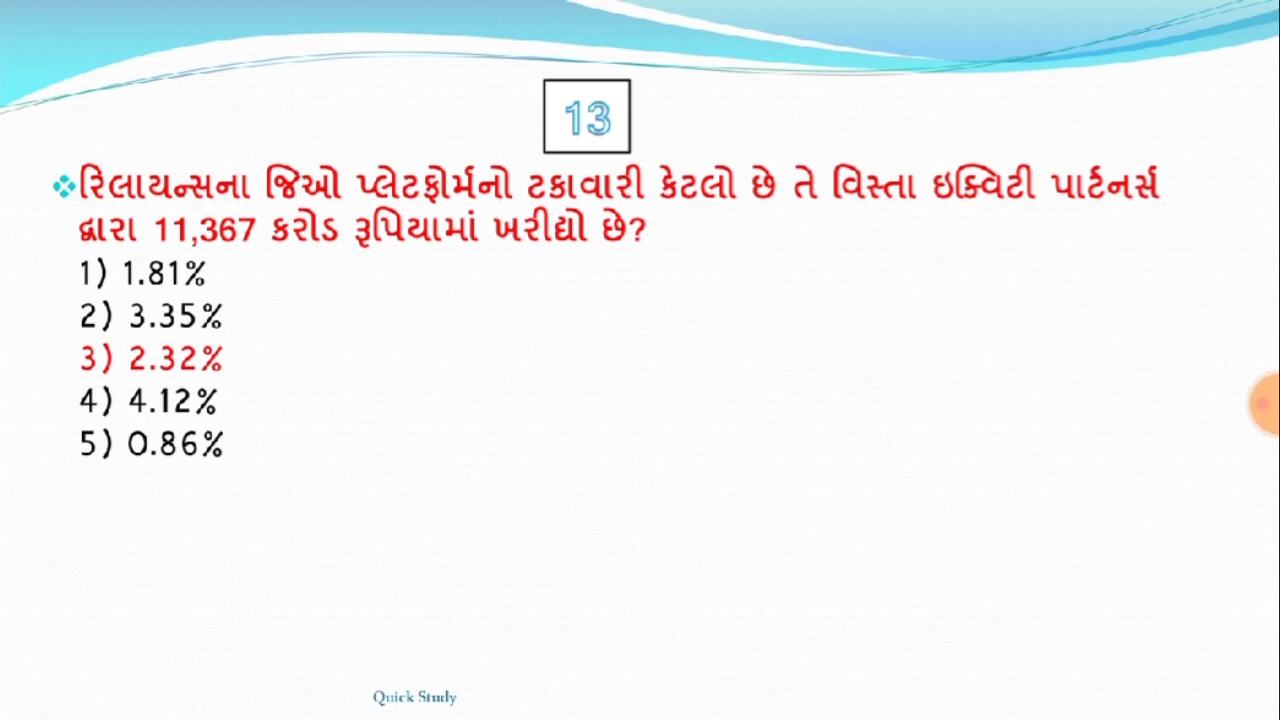 13
રિલાયન્સના જિઓ પ્લેટફોર્મનો ટકાવારી કેટલો છે તે વિસ્તા ઇક્વિટી પાર્ટનર્સ
દ્વારા 11,367 કરોડ રૂપિયામાં ખરીદ્યો છે?
1) 1.81%
2) 3.35%
3) 2.32%
4) 4.12%
5) 0.86%
Quick Study